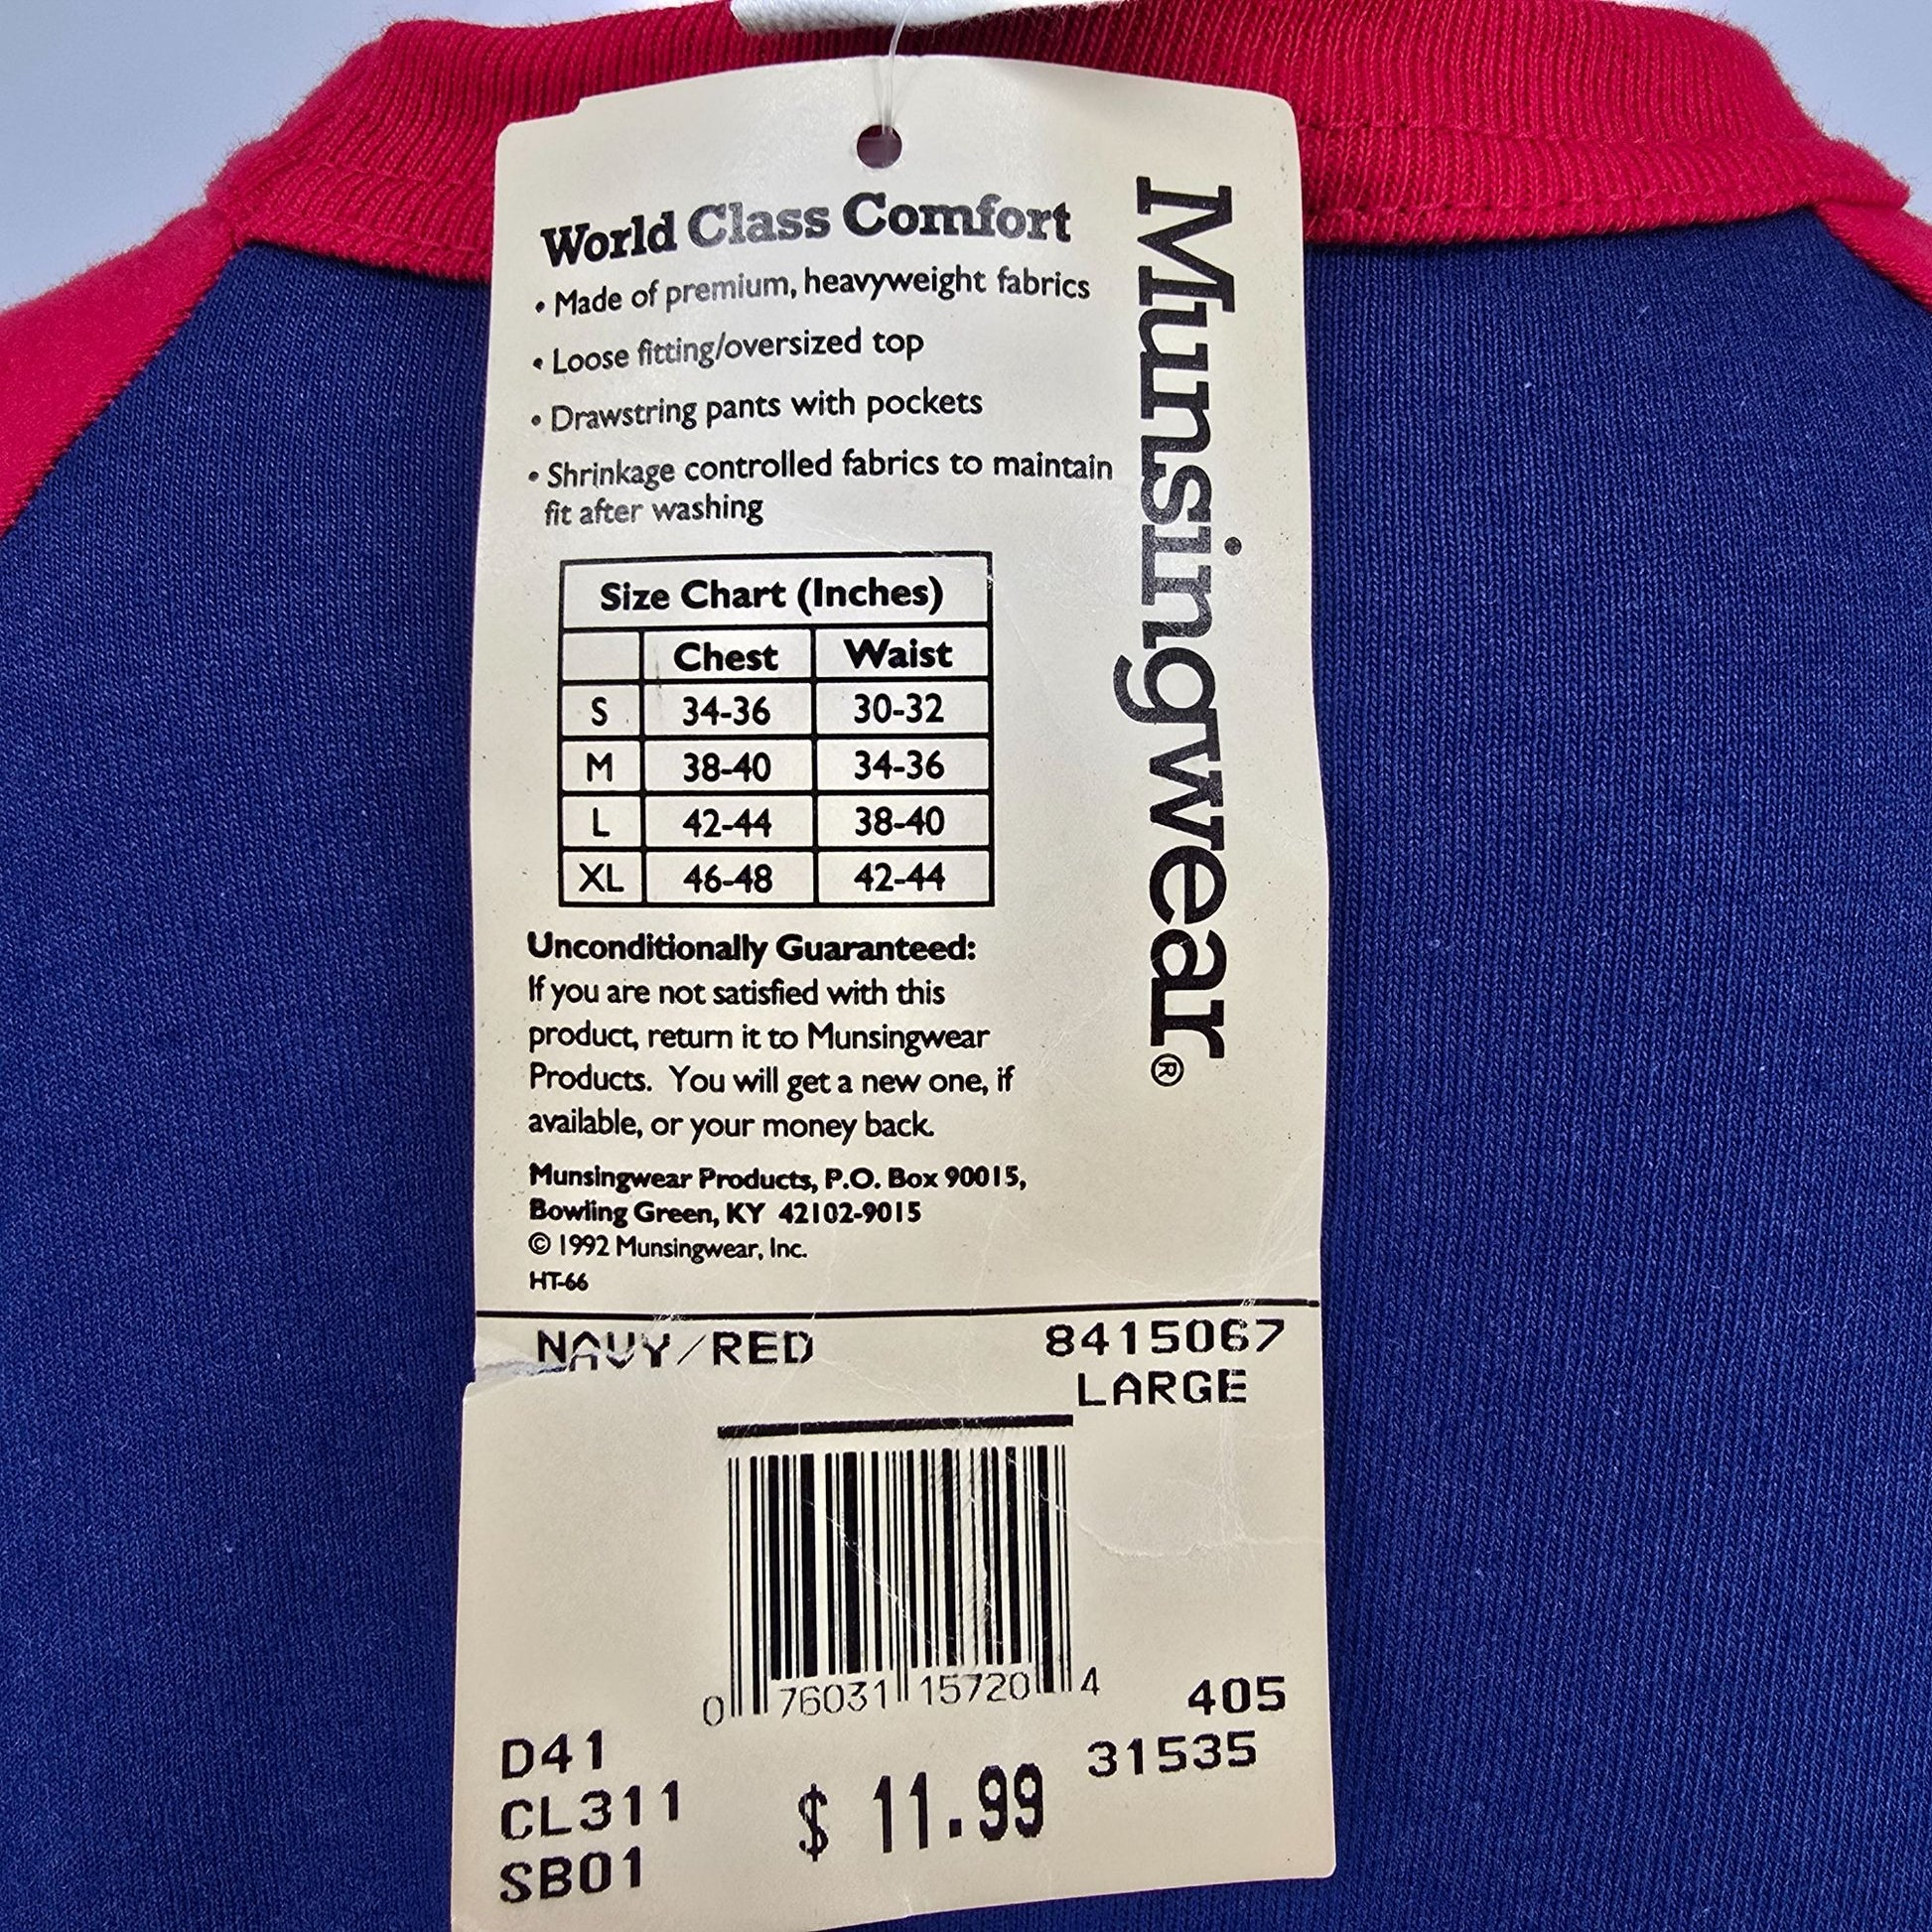 World Class Comfort
• Made of premium, heavyweight fabrics
• Loose fitting/oversized top
• Drawstring pants with pockets
• Shrinkage controlled fabrics to maintain
fit after washing
Munsingwear®
Size Chart (Inches)
Chest Waist
S 34-36 30-32
M 38-40 34-36
L 42-44 38-40
XL 46-48 42-44
Unconditionally Guaranteed:
If you are not satisfied with this
product, return it to Munsingwear
Products. You will get a new one, if
available, or your money back.
Munsingwear Products, P.O. Box 90015,
Bowling Green, KY 42102-9015
© 1992 Munsingwear, Inc.
HT-66
NAVY/RED 8415067
LARGE
0 76031 15720 4
405
D41 31535
CL311 $ 11.99
SB01